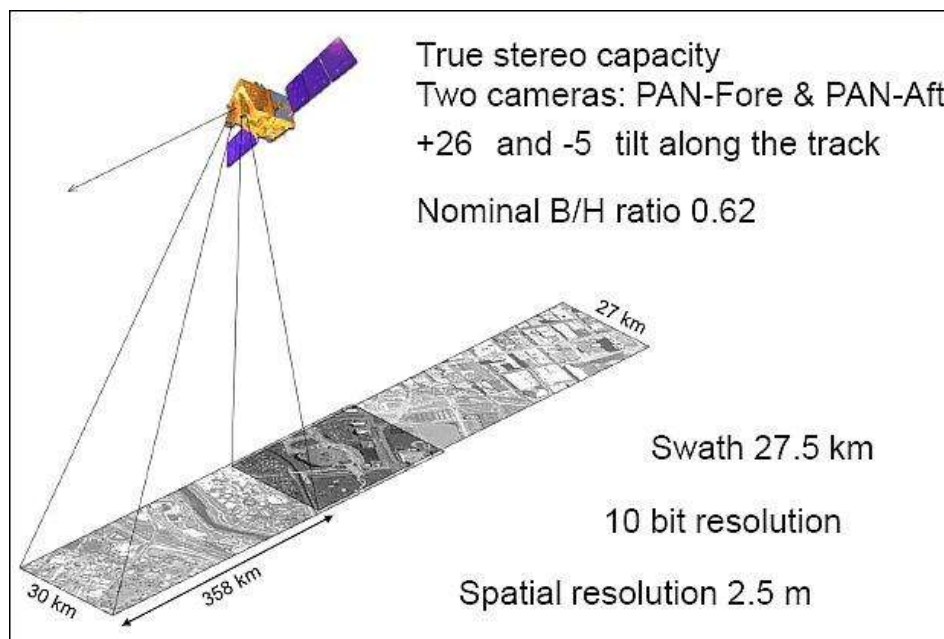 True stereo capacity
Two cameras: PAN-Fore & PAN-Aft
+26 and -5 tilt along the track
Nominal B/H ratio 0.62
27 km
Swath 27.5 km
10 bit resolution
30 km
358 km
Spatial resolution 2.5 m